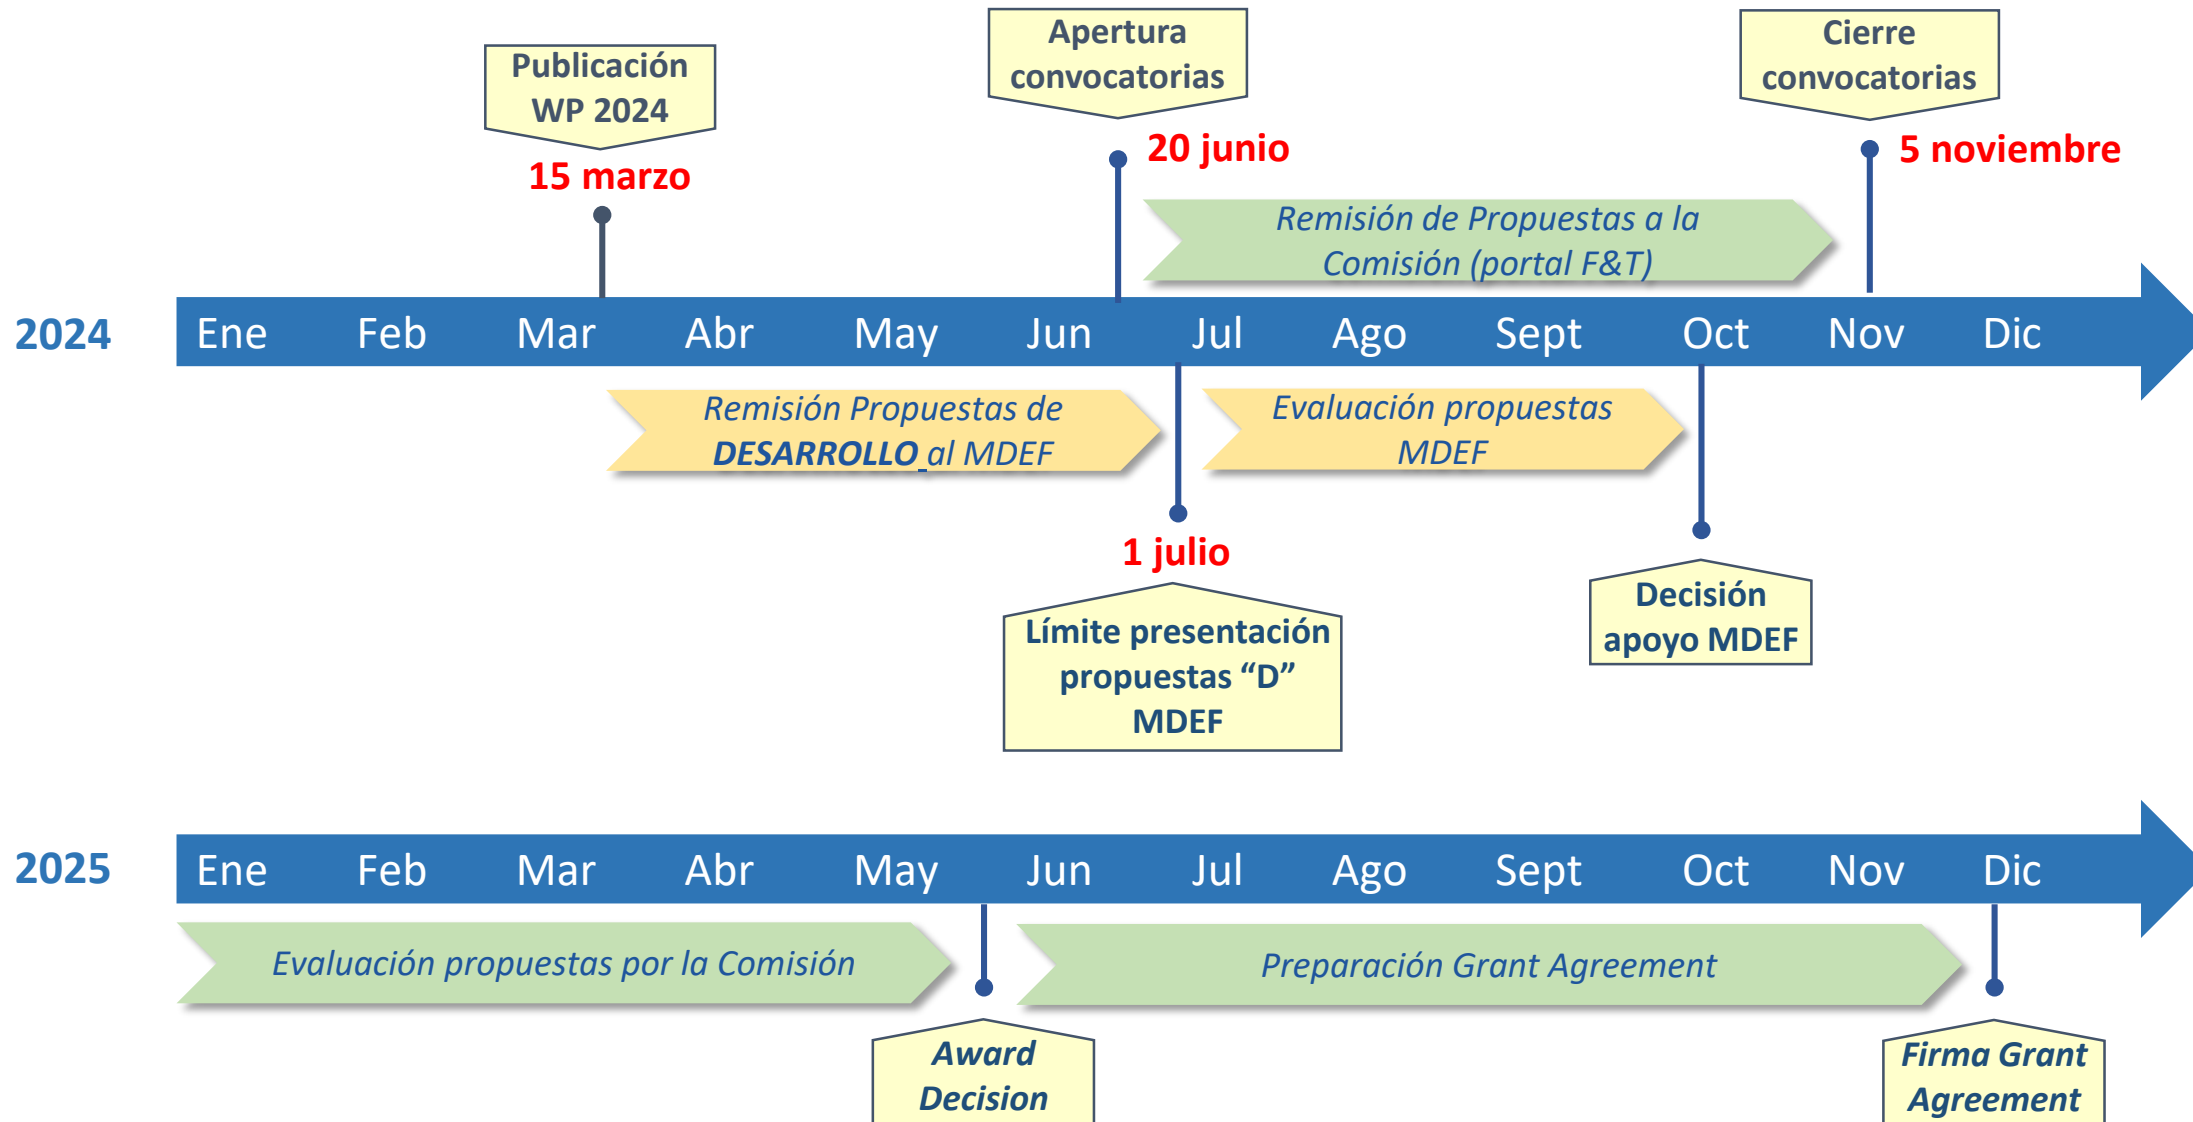 Publicación
WP 2024
15 marzo
Apertura
convocatorias
20 junio
Cierre
convocatorias
5 noviembre
Remisión de Propuestas a la
Comisión (portal F&T)
2024
Ene Feb Mar Abr May Jun Jul Ago Sept Oct Nov Dic
Remisión Propuestas de
DESARROLLO al MDEF
Evaluación propuestas
MDEF
1 julio
Límite presentación
propuestas “D”
MDEF
Decisión
apoyo MDEF
2025
Ene Feb Mar Abr May Jun Jul Ago Sept Oct Nov Dic
Evaluación propuestas por la Comisión
Preparación Grant Agreement
Award
Decision
Firma Grant
Agreement